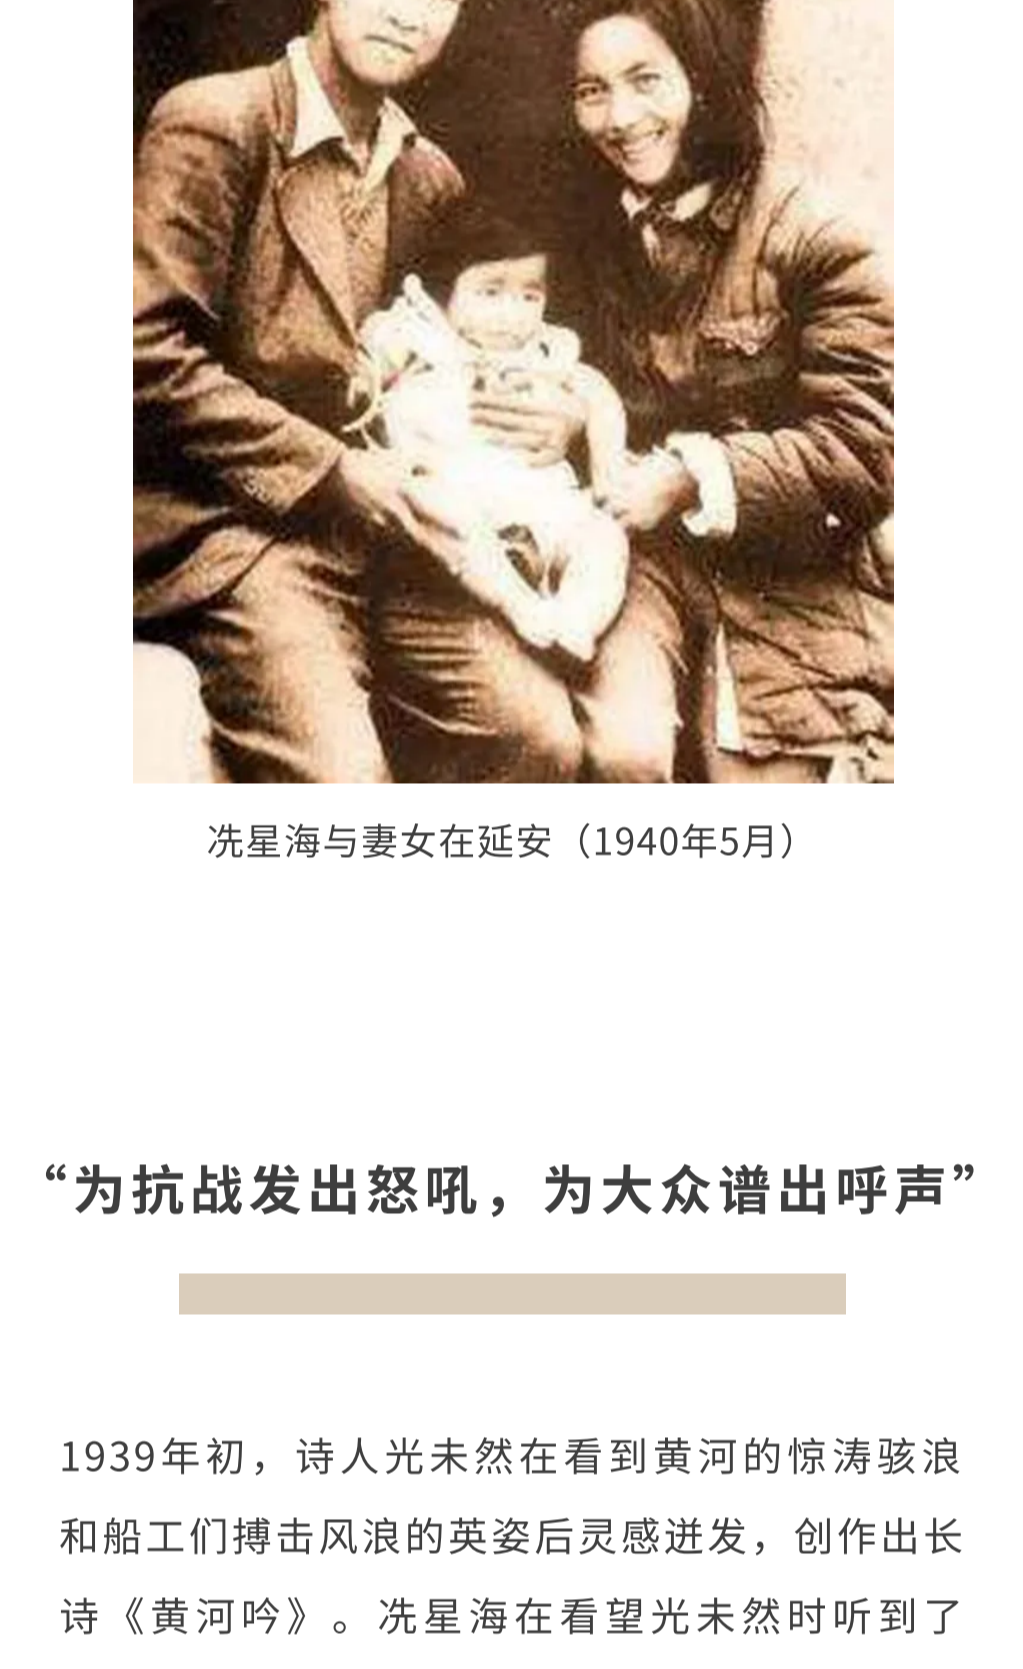 冼星海与妻女在延安（1940年5月）
“为抗战发出怒吼，为大众谱出呼声”
1939年初，诗人光未然在看到黄河的惊涛骇浪
和船工们搏击风浪的英姿后灵感迸发，创作出长
诗《黄河吟》。冼星海在看望光未然时听到了